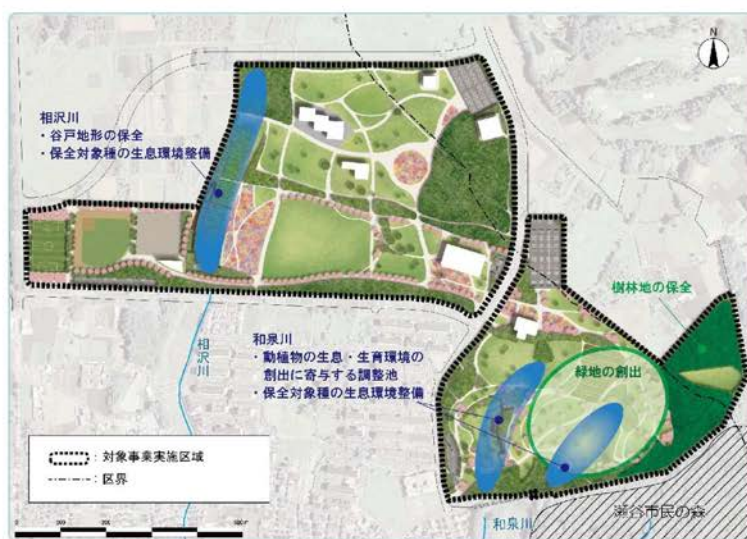 N
相沢川
・谷戸地形の保全
・保全対象種の生息環境整備
樹林地の保全
和泉川
・動植物の生息・生育環境の
創出に寄与する調整池
・保全対象種の生息環境整備
緑地の創出
相沢川
：対象事業実施区域
：区界
瀬谷市民の森
和泉川